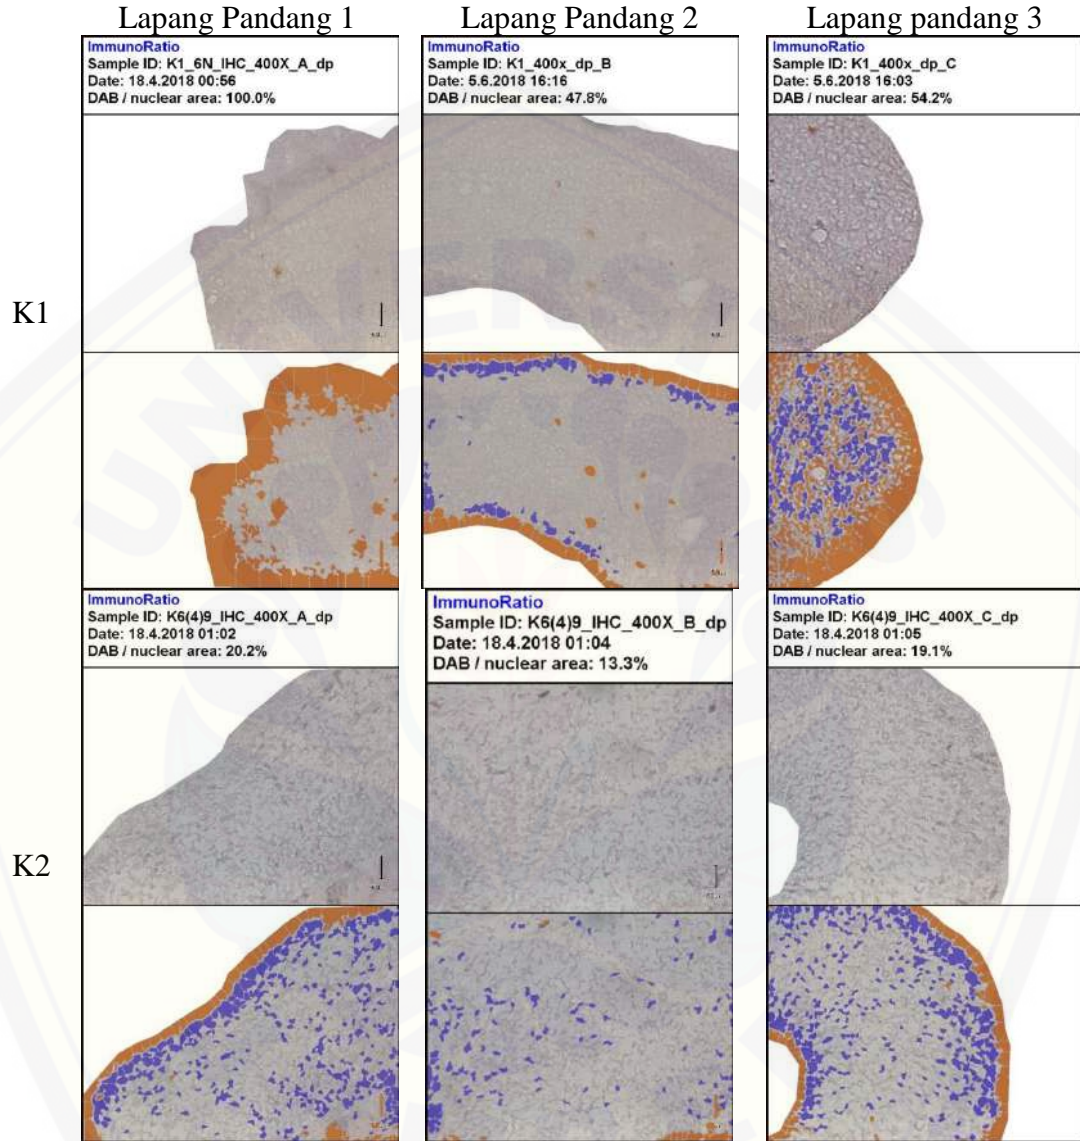 Lapang Pandang 1
Lapang Pandang 2
Lapang pandang 3
K1
ImmunoRatio
Sample ID: K1_6N_IHC_400X_A_dp
Date: 18.4.2018 00:56
DAB / nuclear area: 100.0%
ImmunoRatio
Sample ID: K1_400x_dp_B
Date: 5.6.2018 16:16
DAB / nuclear area: 47.8%
ImmunoRatio
Sample ID: K1_400x_dp_C
Date: 5.6.2018 16:03
DAB / nuclear area: 54.2%
K2
ImmunoRatio
Sample ID: K6(4)9_IHC_400X_A_dp
Date: 18.4.2018 01:02
DAB / nuclear area: 20.2%
ImmunoRatio
Sample ID: K6(4)9_IHC_400X_B_dp
Date: 18.4.2018 01:04
DAB / nuclear area: 13.3%
ImmunoRatio
Sample ID: K6(4)9_IHC_400X_C_dp
Date: 18.4.2018 01:05
DAB / nuclear area: 19.1%